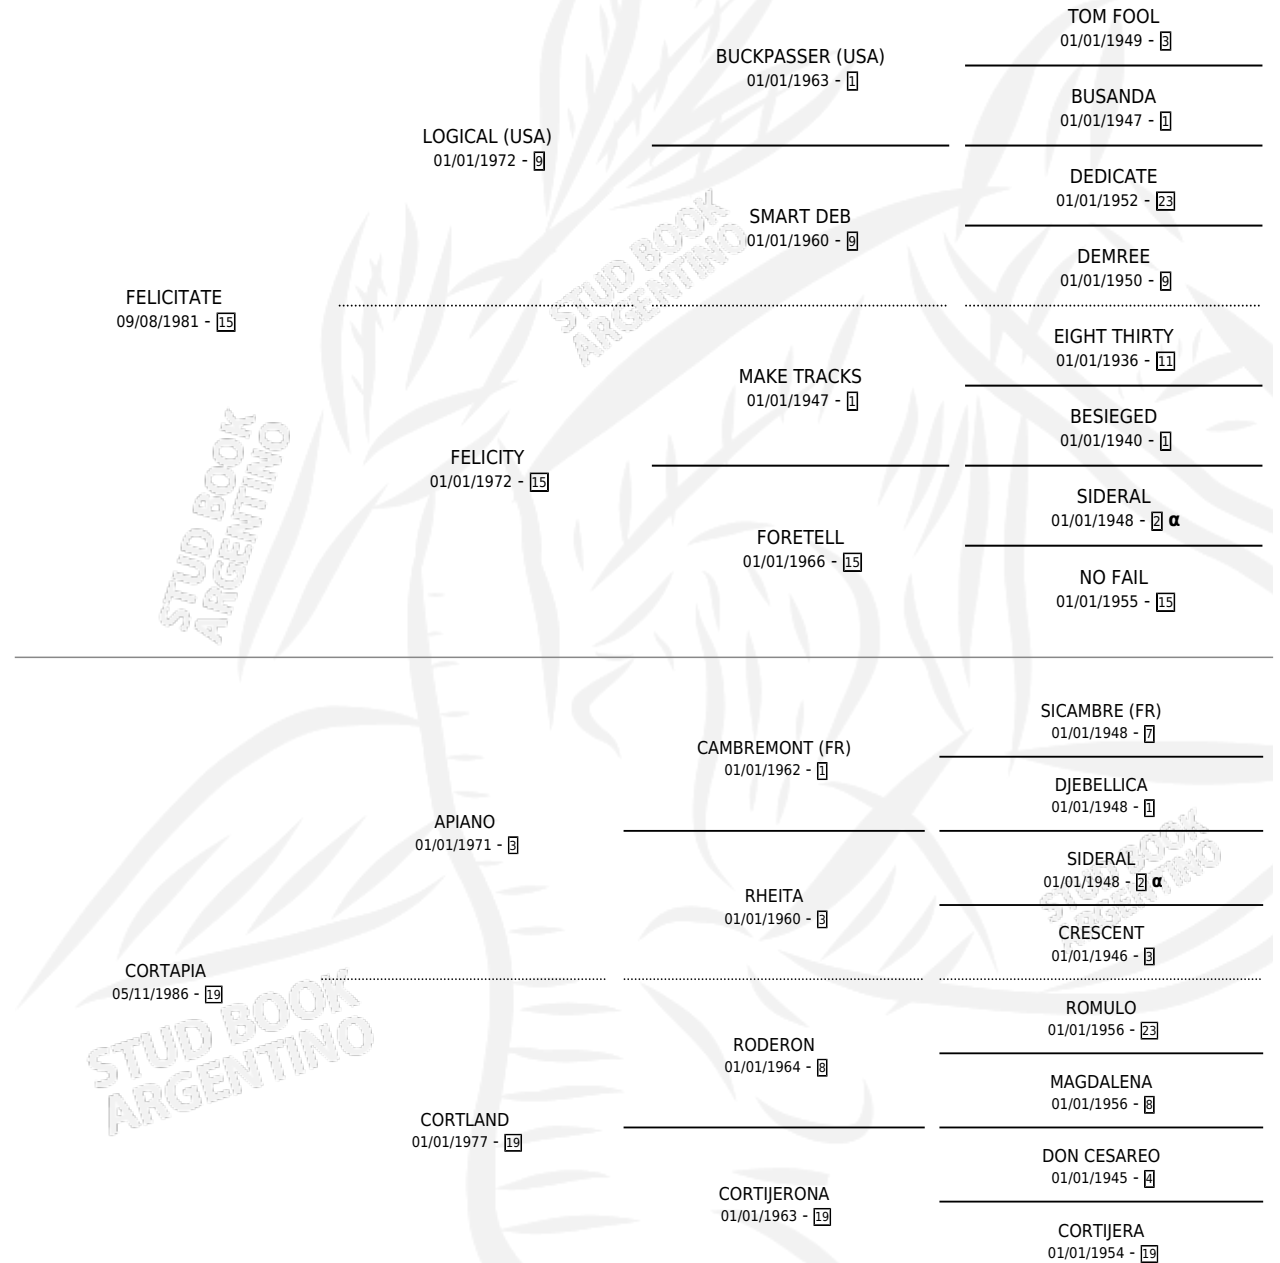 TOM FOOL
01/01/1949 - 3
BUCKPASSER (USA)
01/01/1963 - 1
BUSANDA
01/01/1947 - 1
LOGICAL (USA)
01/01/1972 - 9
DEDICATE
01/01/1952 - 23
SMART DEB
01/01/1960 - 9
DEMREE
01/01/1950 - 9
FELICITATE
09/08/1981 - 15
EIGHT THIRTY
01/01/1936 - 11
MAKE TRACKS
01/01/1947 - 1
BESIEGED
01/01/1940 - 1
FELICITY
01/01/1972 - 15
SIDERAL
01/01/1948 - 2 α
FORETELL
01/01/1966 - 15
NO FAIL
01/01/1955 - 15
SICAMBRE (FR)
01/01/1948 - 7
CAMBREMONT (FR)
01/01/1962 - 1
DJEBELLICA
01/01/1948 - 1
APIANO
01/01/1971 - 3
SIDERAL
01/01/1948 - 2 α
RHEITA
01/01/1960 - 3
CRESCENT
01/01/1946 - 3
CORTAPIA
05/11/1986 - 19
ROMULO
01/01/1956 - 23
RODERON
01/01/1964 - 8
MAGDALENA
01/01/1956 - 8
CORTLAND
01/01/1977 - 19
DON CESAREO
01/01/1945 - 4
CORTIJERONA
01/01/1963 - 19
CORTIJERA
01/01/1954 - 19
STUD BOOK
ARGENTINO
STUD BOOK
ARGENTINO
STUD BOOK
ARGENTINO
STUD BOOK
ARGENTINO